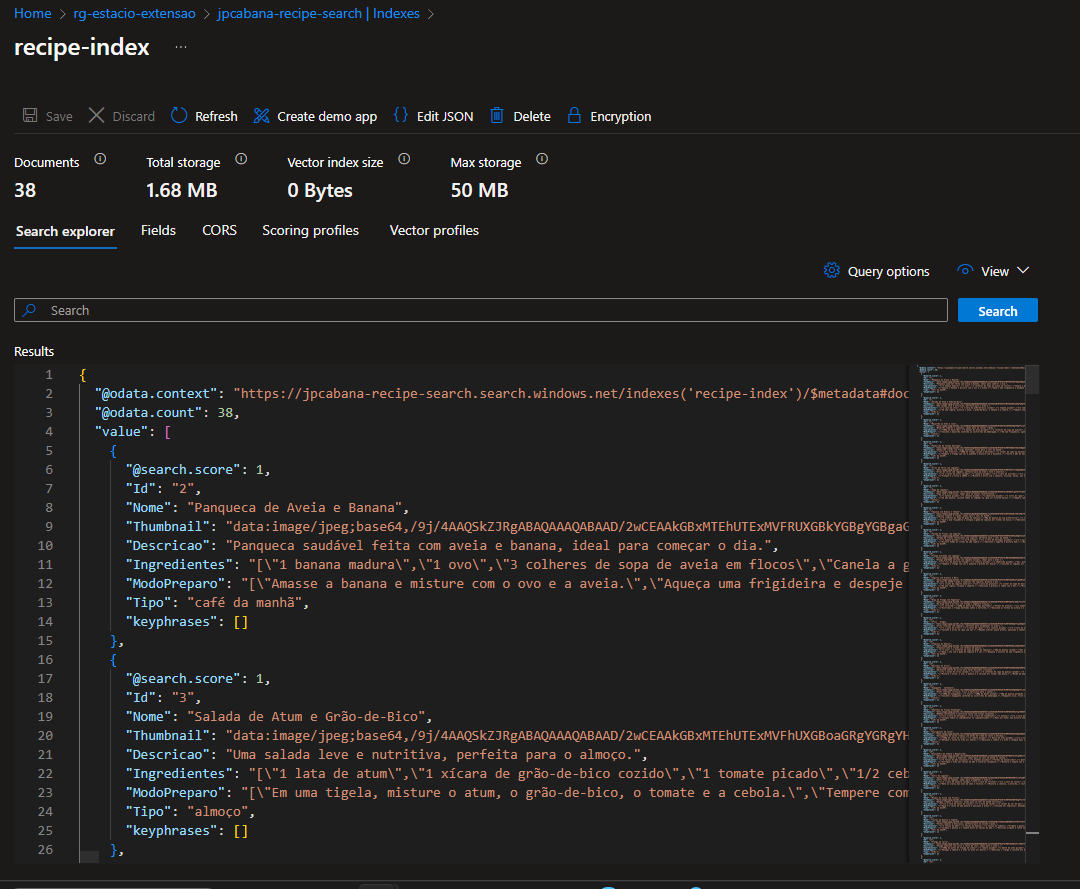 Home > rg-estacio-extensao > jpcabana-recipe-search | Indexes >
recipe-index ...
Save Discard Refresh Create demo app {} Edit JSON Delete Encryption
Documents Total storage Vector index size Max storage
38 1.68 MB 0 Bytes 50 MB
Search explorer Fields CORS Scoring profiles Vector profiles
Query options View
Search Search
Results
1 {
2 "@odata.context": "https://jpcabana-recipe-search.search.windows.net/indexes('recipe-index')/$metadata#doc
3 "@odata.count": 38,
4 "value": [
5 {
6 "@search.score": 1,
7 "Id": "2",
8 "Nome": "Panqueca de Aveia e Banana",
9 "Thumbnail": "data:image/jpeg;base64,/9j/4AAQSkZJRgABAQAAAQABAAD/2wCEAAkGBxMTEhUTExMVFRUXGBkYGBgYGBgaG
10 "Descricao": "Panqueca saudável feita com aveia e banana, ideal para começar o dia.",
11 "Ingredientes": "[\"1 banana madura\",\"1 ovo\",\"3 colheres de sopa de aveia em flocos\",\"Canela a g
12 "ModoPreparo": "[\"Amasse a banana e misture com o ovo e a aveia.\",\"Aqueça uma frigideira e despeje
13 "Tipo": "café da manhã",
14 "keyphrases": []
15 },
16 {
17 "@search.score": 1,
18 "Id": "3",
19 "Nome": "Salada de Atum e Grão-de-Bico",
20 "Thumbnail": "data:image/jpeg;base64,/9j/4AAQSkZJRgABAQAAAQABAAD/2wCEAAkGBxMTEhUTExMVFhUXGBoaGRgYGRgYH
21 "Descricao": "Uma salada leve e nutritiva, perfeita para o almoço.",
22 "Ingredientes": "[\"1 lata de atum\",\"1 xícara de grão-de-bico cozido\",\"1 tomate picado\",\"1/2 ceb
23 "ModoPreparo": "[\"Em uma tigela, misture o atum, o grão-de-bico, o tomate e a cebola.\",\"Tempere com
24 "Tipo": "almoço",
25 "keyphrases": []
26 },